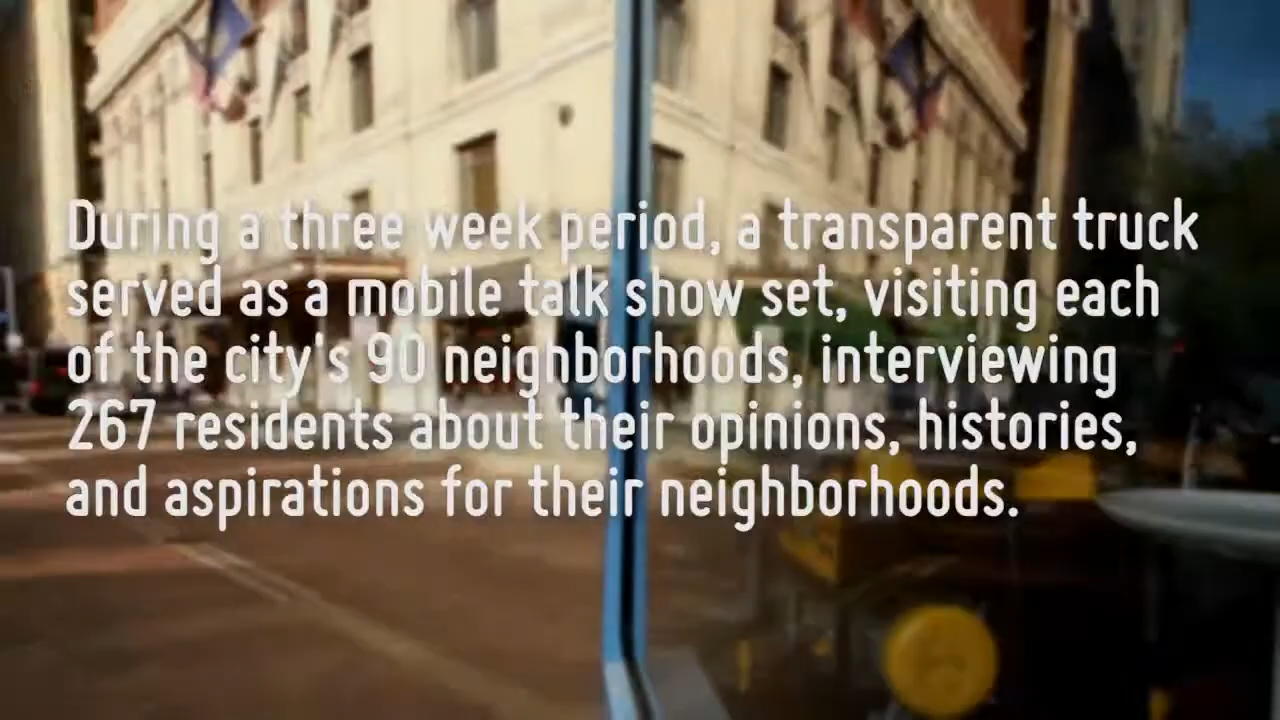 During a three week period, a transparent truck
served as a mobile talk show set, visiting each
of the city's 90 neighborhoods, interviewing
267 residents about their opinions, histories,
and aspirations for their neighborhoods.